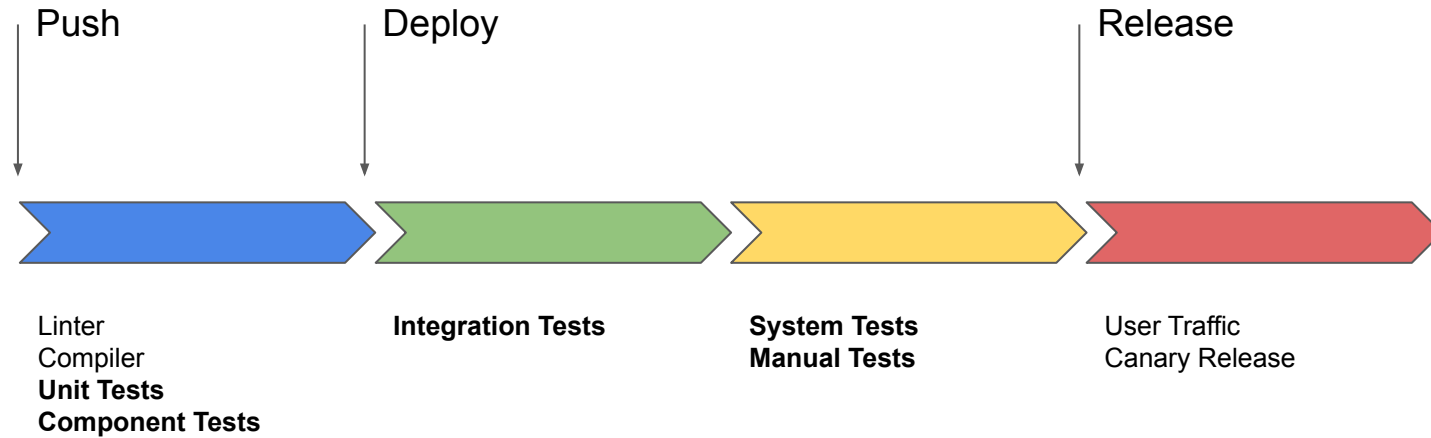 Push
Deploy
Release
Linter
Compiler
Unit Tests
Component Tests
Integration Tests
System Tests
Manual Tests
User Traffic
Canary Release